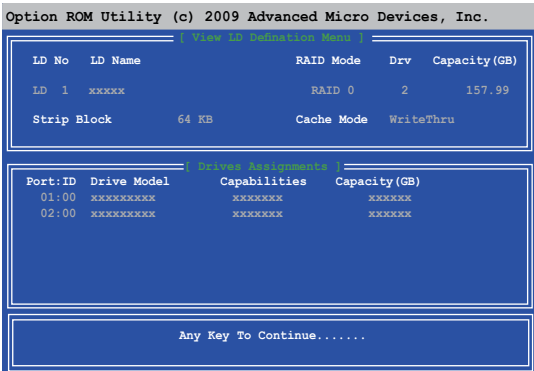 Option ROM Utility (c) 2009 Advanced Micro Devices, Inc.
[ View LD Defination Menu ]
LD No LD Name RAID Mode Drv Capacity(GB)
LD 1 xxxxx RAID 0 2 157.99
Strip Block 64 KB Cache Mode WriteThru
[ Drives Assignments ]
Port:ID Drive Model Capabilities Capacity(GB)
01:00 xxxxxxxxx xxxxxxx xxxxxx
02:00 xxxxxxxxx xxxxxxx xxxxxx
Any Key To Continue.......